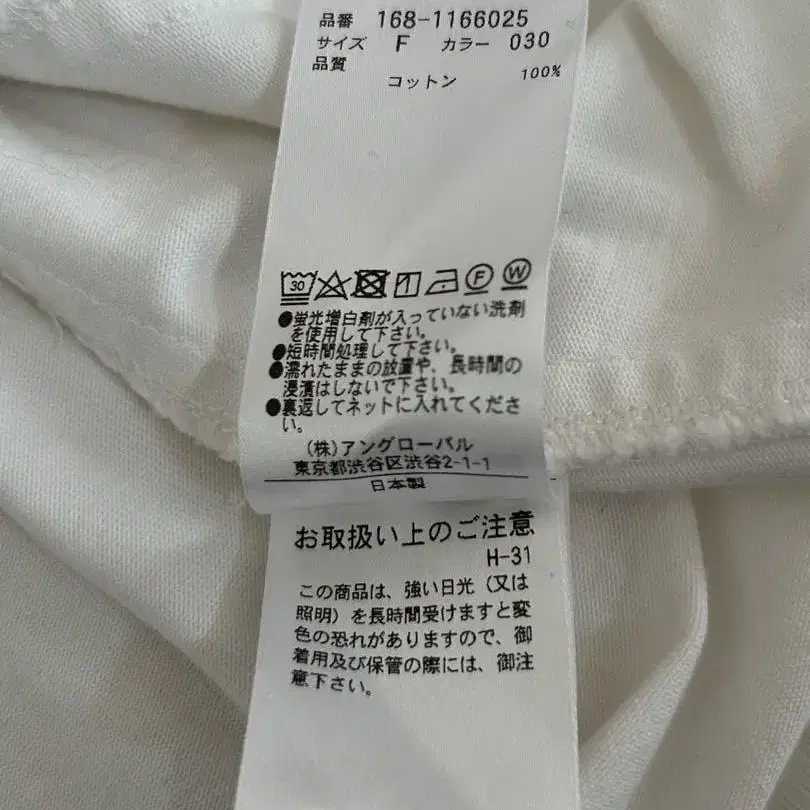 品番 168-1166025
サイズ F カラー 030
品質
コットン 100%
30 F W
●蛍光増白剤が入っていない洗剤
を使用して下さい。
●短時間処理して下さい。
●濡れたままの放置や、長時間の
浸漬はしないで下さい。
●裏返してネットに入れてくださ
い。
(株)アングローバル
東京都渋谷区渋谷2-1-1
日本製
お取扱い上のご注意
H-31
この商品は、強い日光(又は
照明)を長時間受けますと変
色の恐れがありますので、御
着用及び保管の際には、御注
意下さい。